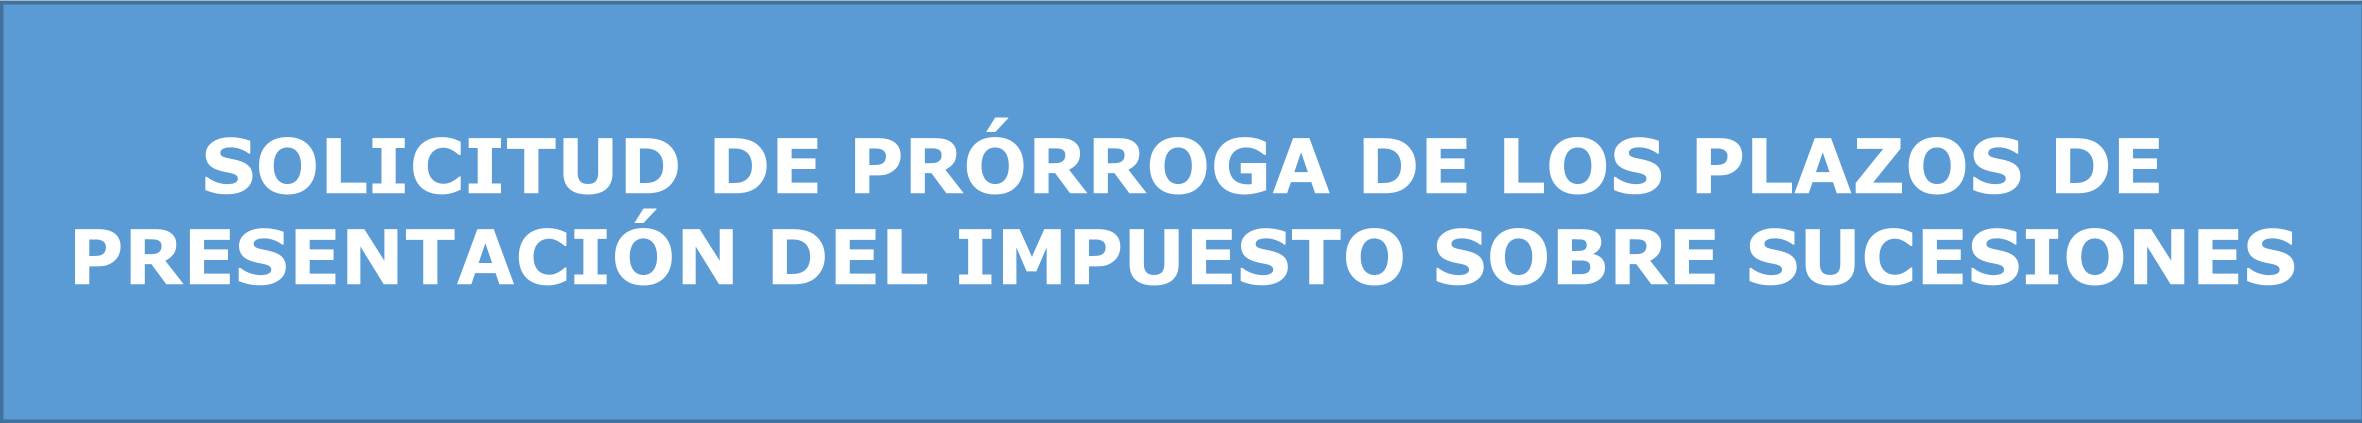 SOLICITUD DE PRÓRROGA DE LOS PLAZOS DE
PRESENTACIÓN DEL IMPUESTO SOBRE SUCESIONES